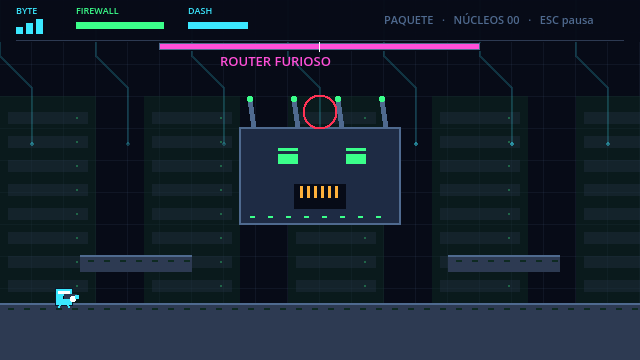 BYTE FIREWALL DASH
PAQUETE · NÚCLEOS 00 · ESC pausa
ROUTER FURIOSO